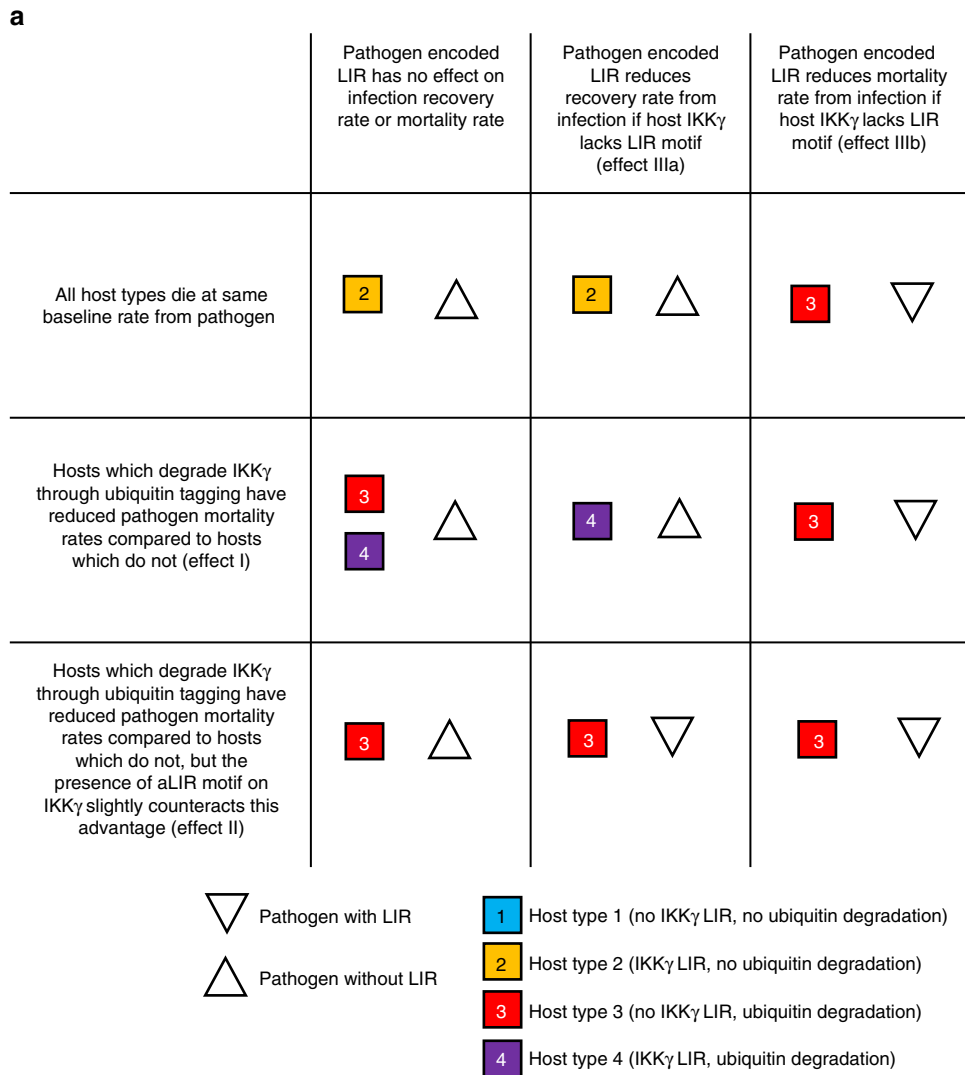 a
Pathogen encoded
LIR has no effect on
infection recovery
rate or mortality rate
Pathogen encoded
LIR reduces
recovery rate from
infection if host IKKγ
lacks LIR motif
(effect IIIa)
Pathogen encoded
LIR reduces mortality
rate from infection if
host IKKγ lacks LIR
motif (effect IIIb)
All host types die at same
baseline rate from pathogen
2
2
3
Hosts which degrade IKKγ
through ubiquitin tagging have
reduced pathogen mortality
rates compared to hosts
which do not (effect I)
3
4
4
3
Hosts which degrade IKKγ
through ubiquitin tagging have
reduced pathogen mortality
rates compared to hosts
which do not, but the
presence of aLIR motif on
IKKγ slightly counteracts this
advantage (effect II)
3
3
3
Pathogen with LIR
Pathogen without LIR
1 Host type 1 (no IKKγ LIR, no ubiquitin degradation)
2 Host type 2 (IKKγ LIR, no ubiquitin degradation)
3 Host type 3 (no IKKγ LIR, ubiquitin degradation)
4 Host type 4 (IKKγ LIR, ubiquitin degradation)